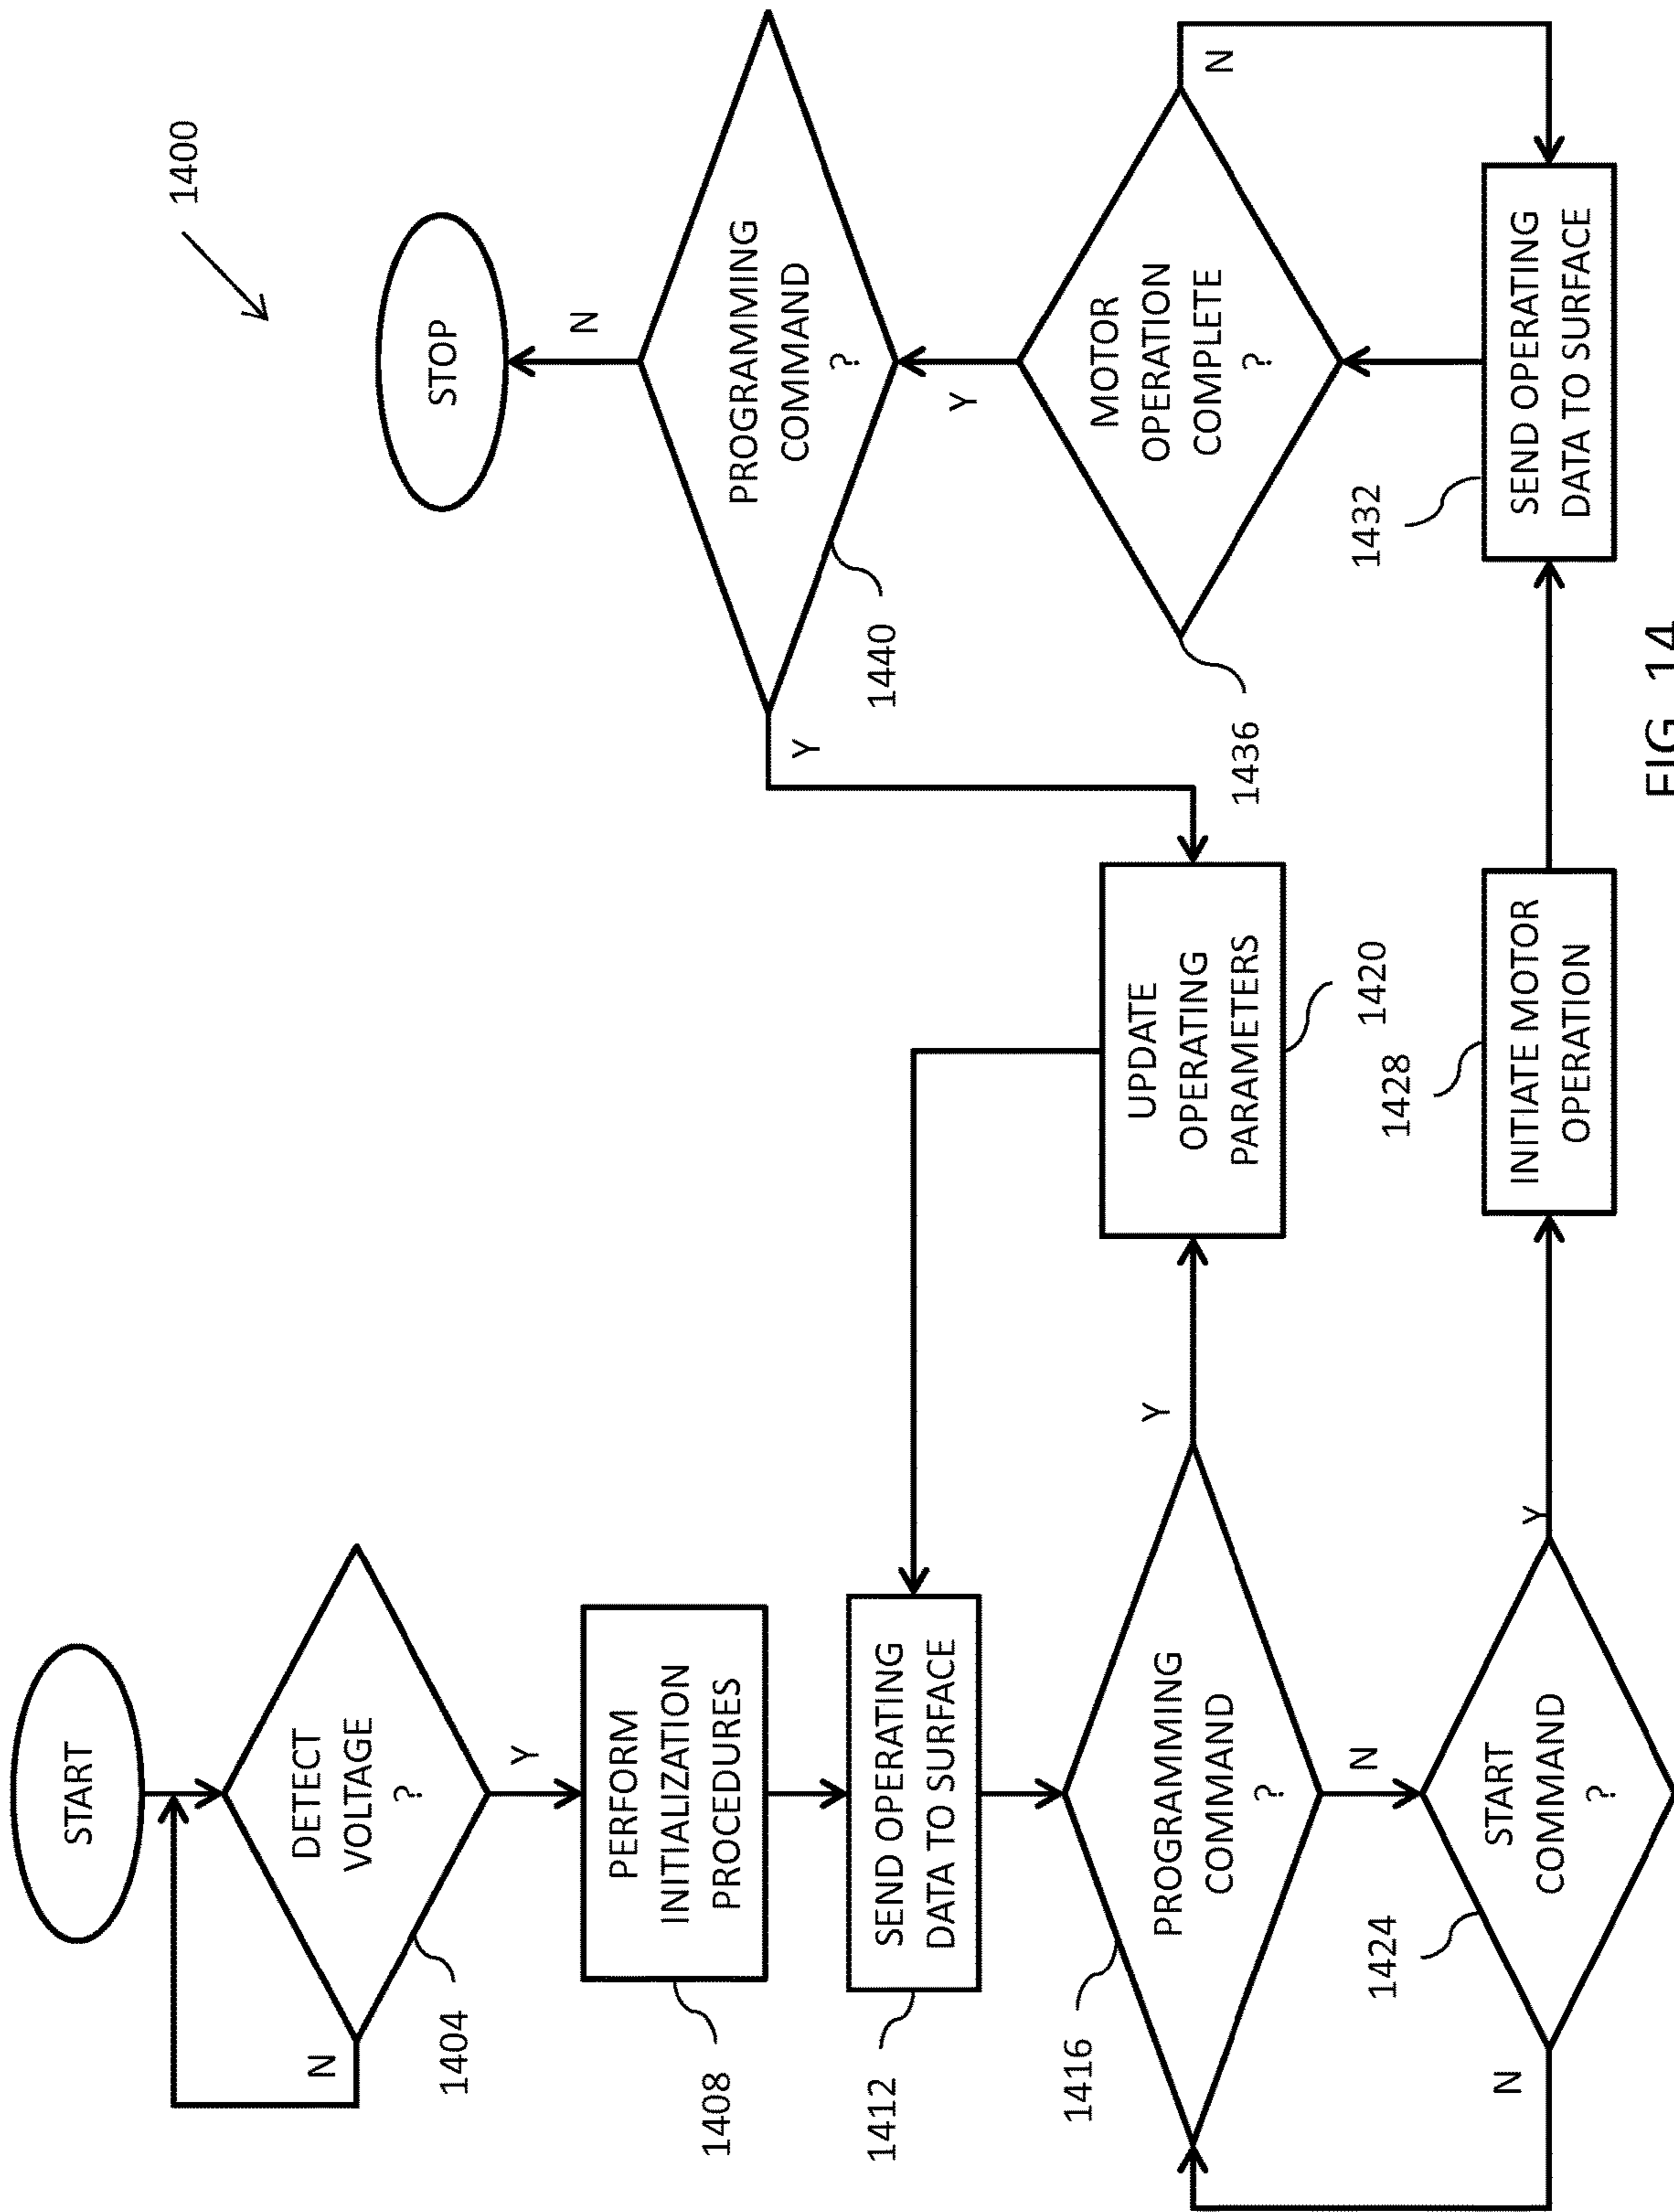 1400
START
DETECT
VOLTAGE
?
N
1404
Y
PERFORM
INITIALIZATION
PROCEDURES
1408
SEND OPERATING
DATA TO SURFACE
1412
PROGRAMMING
COMMAND
?
1416
Y
N
START
COMMAND
?
1424
N
Y
UPDATE
OPERATING
PARAMETERS
1420
INITIATE MOTOR
OPERATION
1428
SEND OPERATING
DATA TO SURFACE
1432
MOTOR
OPERATION
COMPLETE
?
1436
N
Y
PROGRAMMING
COMMAND
?
1440
Y
N
STOP
FIG. 14